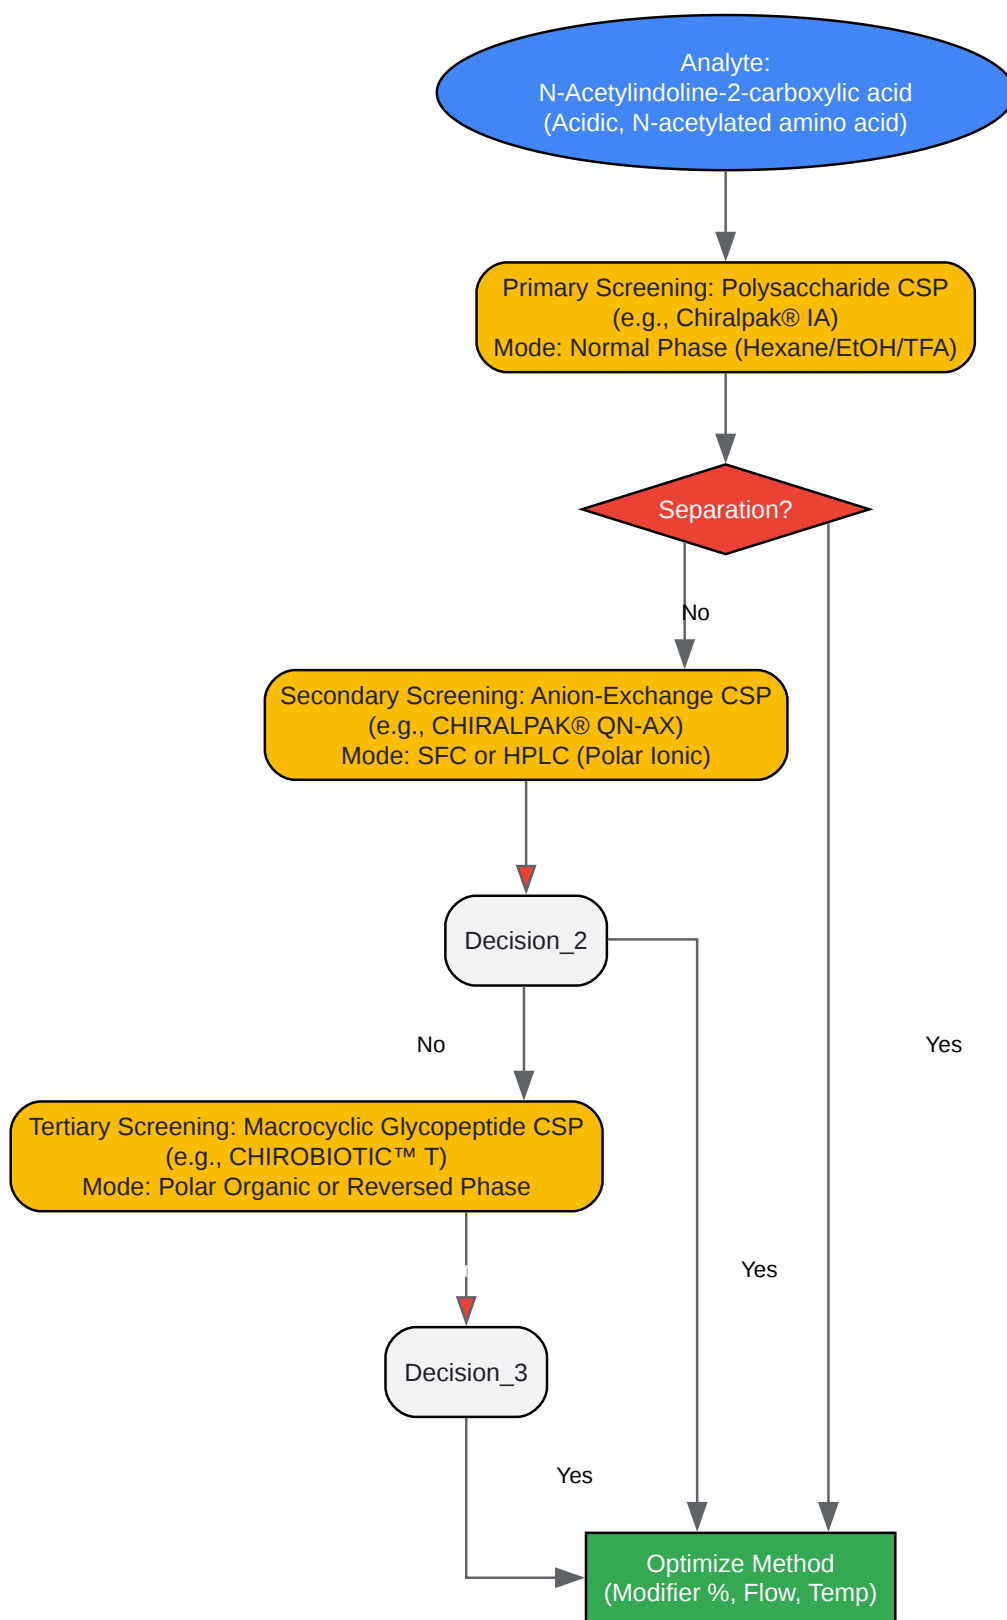 Analyte:
N-Acetylindoline-2-carboxylic acid
(Acidic, N-acetylated amino acid)
Primary Screening: Polysaccharide CSP
(e.g., Chiralpak® IA)
Mode: Normal Phase (Hexane/EtOH/TFA)
Separation?
No
Secondary Screening: Anion-Exchange CSP
(e.g., CHIRALPAK® QN-AX)
Mode: SFC or HPLC (Polar Ionic)
Decision_2
No
Yes
Tertiary Screening: Macrocyclic Glycopeptide CSP
(e.g., CHIROBIOTIC™ T)
Mode: Polar Organic or Reversed Phase
Yes
Decision_3
Yes
Optimize Method
(Modifier %, Flow, Temp)